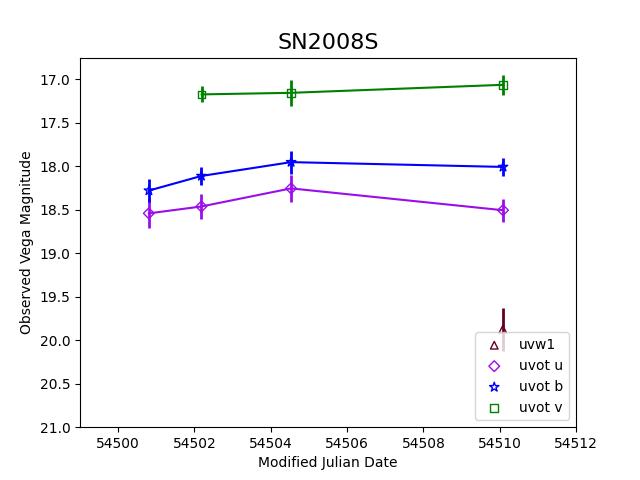 SN2008S
Observed Vega Magnitude
17.0
17.5
18.0
18.5
19.0
19.5
20.0
20.5
21.0
uvw1
uvot u
uvot b
uvot v
54500 54502 54504 54506 54508 54510 54512
Modified Julian Date